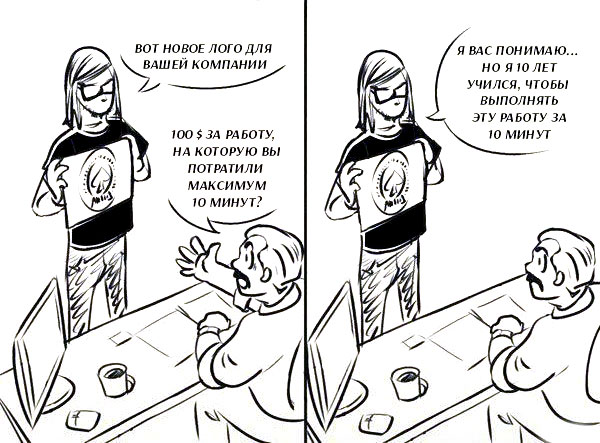 ВОТ НОВОЕ ЛОГО ДЛЯ
ВАШЕЙ КОМПАНИИ
100 $ ЗА РАБОТУ,
НА КОТОРУЮ ВЫ
ПОТРАТИЛИ
МАКСИМУМ
10 МИНУТ?
Я ВАС ПОНИМАЮ...
НО Я 10 ЛЕТ
УЧИЛСЯ, ЧТОБЫ
ВЫПОЛНЯТЬ
ЭТУ РАБОТУ ЗА
10 МИНУТ